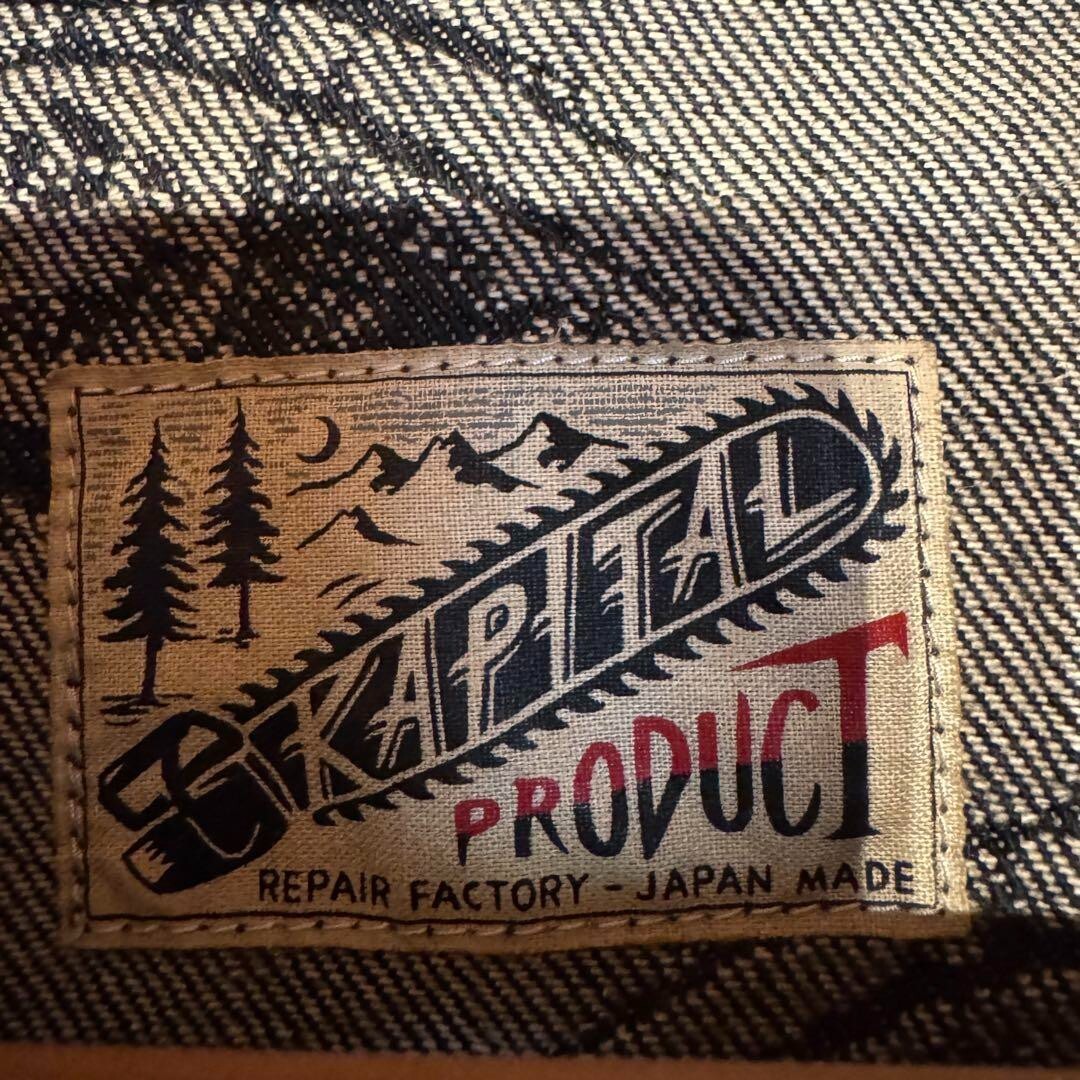 KAPITAL
PRODUCT
REPAIR FACTORY - JAPAN MADE